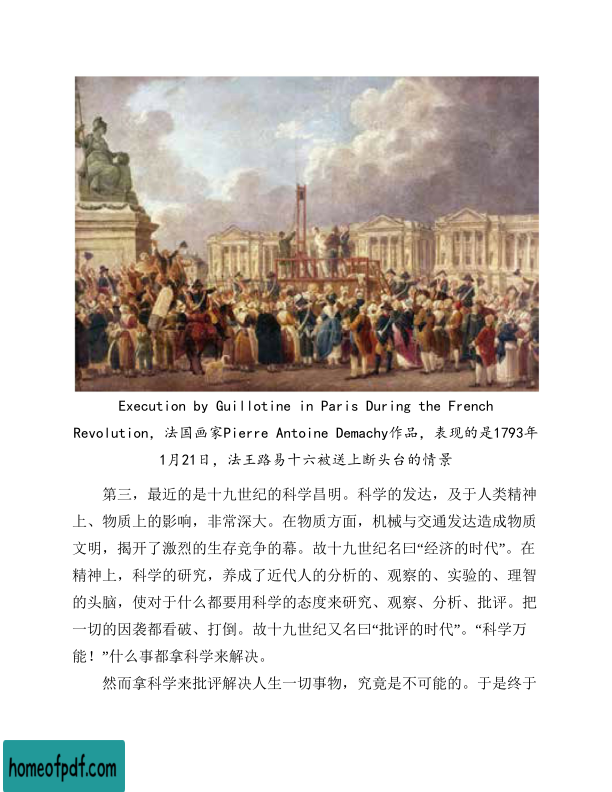 Execution by Guillotine in Paris During the French
Revolution, 法国画家Pierre Antoine Demachy作品, 表现的是1793年
1月21日, 法王路易十六被送上断头台的情景
第三，最近的是十九世纪的科学昌明。科学的发达，及于人类精神
上、物质上的影响，非常深大。在物质方面，机械与交通发达造成物质
文明，揭开了激烈的生存竞争的幕。故十九世纪名曰“经济的时代”。在
精神上，科学的研究，养成了近代人的分析的、观察的、实验的、理智
的头脑，使对于什么都要用科学的态度来研究、观察、分析、批评。把
一切的因袭都看破、打倒。故十九世纪又名曰“批评的时代”。“科学万
能！”什么事都拿科学来解决。
然而拿科学来批评解决人生一切事物，究竟是不可能的。于是终于
homeofpdf.com